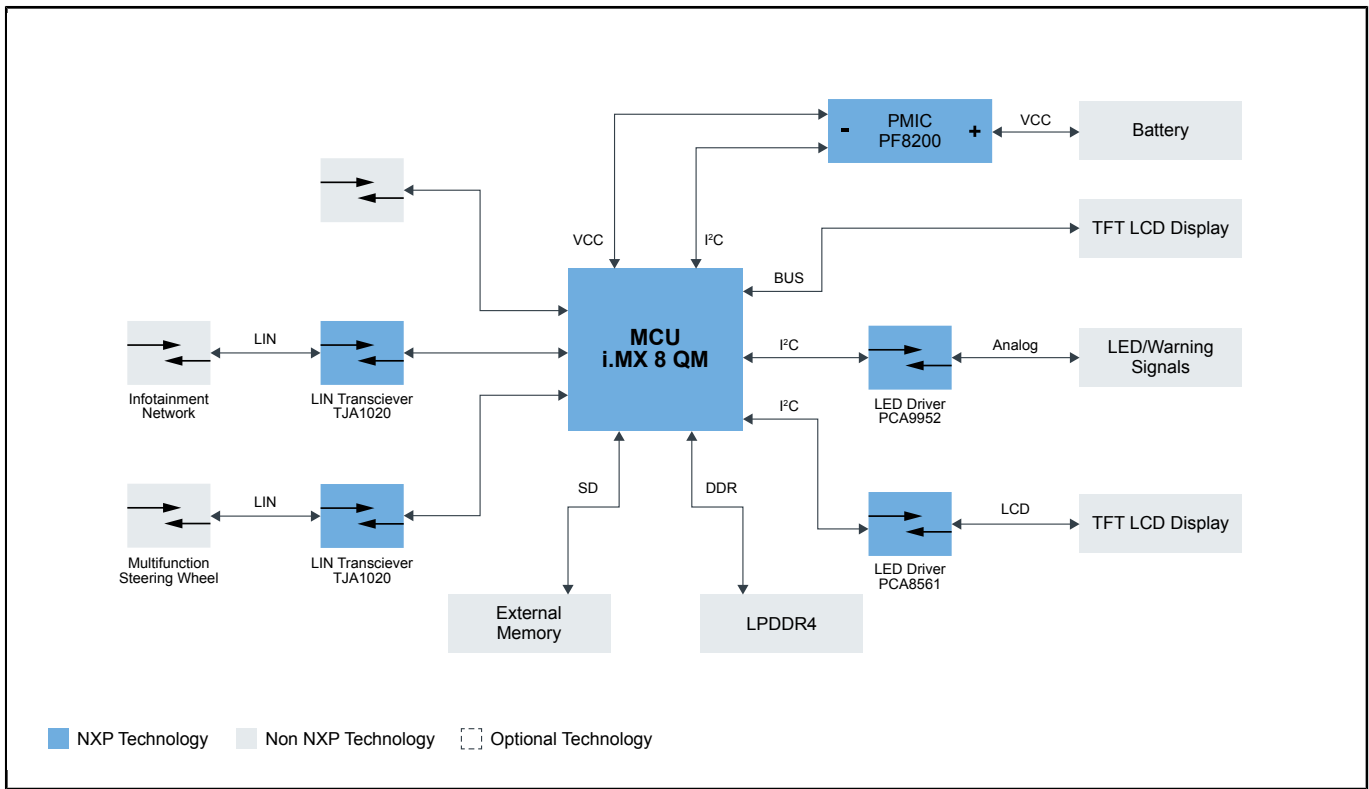 PMIC
PF8200
-
+
VCC
Battery
TFT LCD Display
VCC
I²C
BUS
MCU
i.MX 8 QM
LIN
Infotainment
Network
LIN Transciever
TJA1020
I²C
LED Driver
PCA9952
Analog
LED/Warning
Signals
I²C
LIN
Multifunction
Steering Wheel
LIN Transciever
TJA1020
SD
DDR
LED Driver
PCA8561
LCD
TFT LCD Display
External
Memory
LPDDR4
NXP Technology
Non NXP Technology
Optional Technology